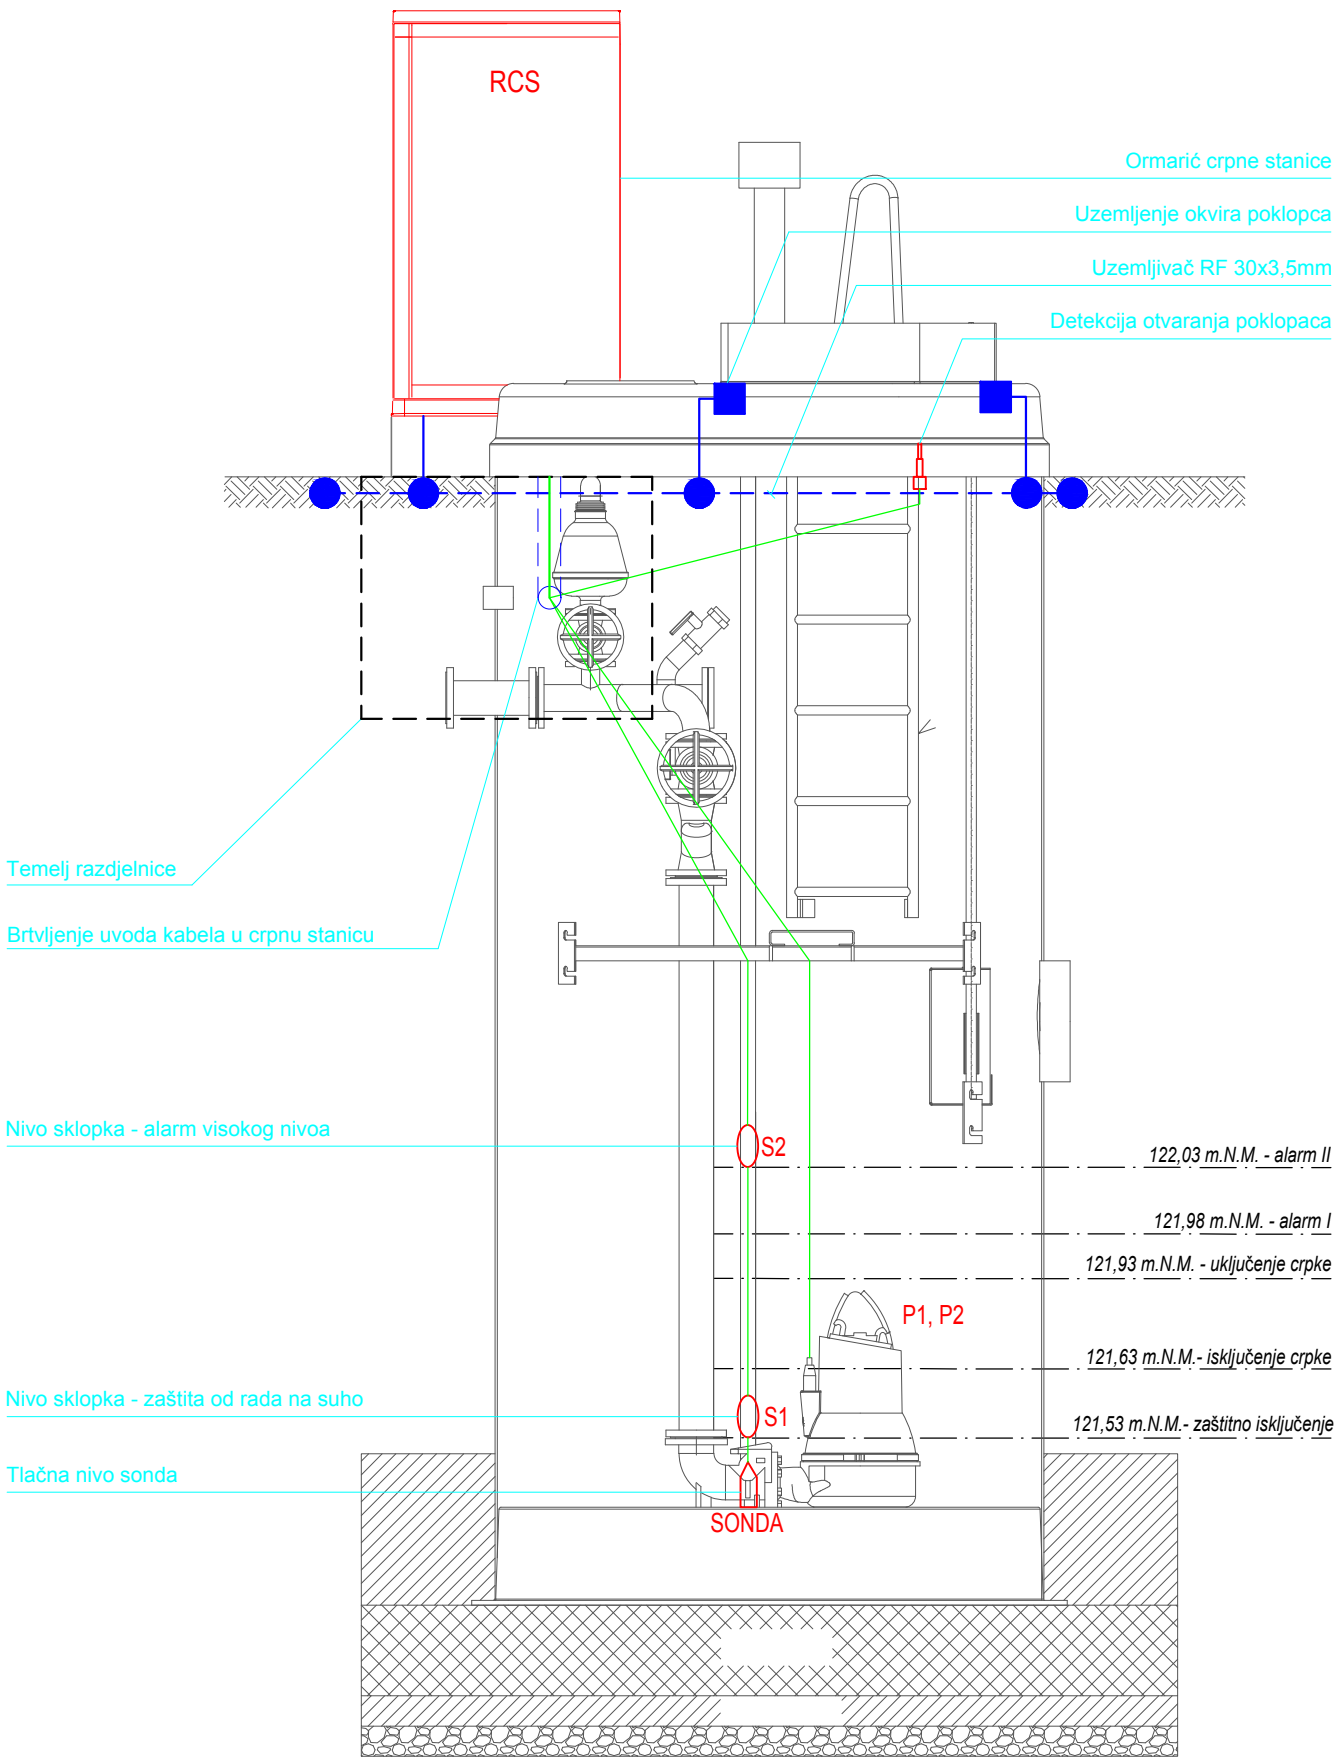 RCS
Ormarić crpne stanice
Uzemljenje okvira poklopca
Uzemljivač RF 30x3,5mm
Detekcija otvaranja poklopaca
Temelj razdjelnice
Brtvljenje uvoda kabela u crpnu stanicu
Nivo sklopka - alarm visokog nivoa
S2
122,03 m.N.M. - alarm II
121,98 m.N.M. - alarm I
121,93 m.N.M. - uključenje crpke
P1, P2
121,63 m.N.M.- isključenje crpke
Nivo sklopka - zaštita od rada na suho
S1
121,53 m.N.M.- zaštitno isključenje
Tlačna nivo sonda
SONDA